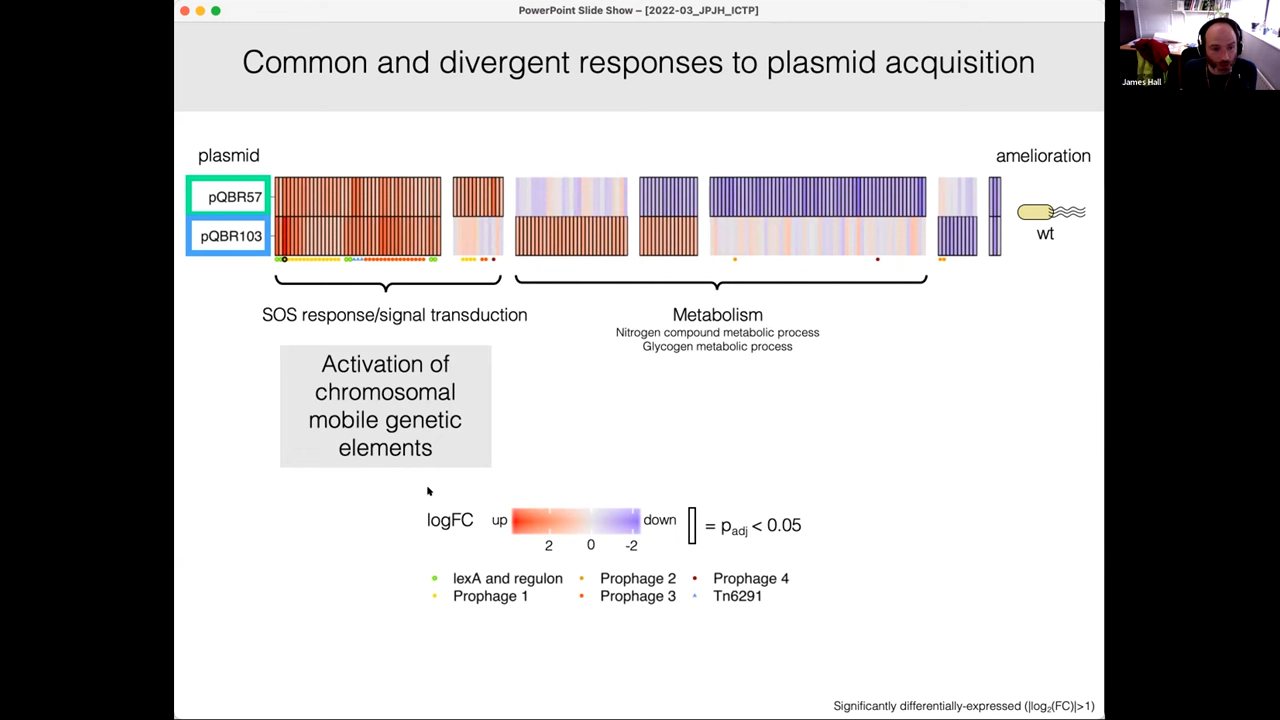 PowerPoint Slide Show – [2022-03_JPJH_ICTP]
James Hall
Common and divergent responses to plasmid acquisition
plasmid
amelioration
pQBR57
pQBR103
wt
SOS response/signal transduction
Metabolism
Nitrogen compound metabolic process
Glycogen metabolic process
Activation of
chromosomal
mobile genetic
elements
logFC up down = padj < 0.05
2 0 -2
lexA and regulon Prophage 2 Prophage 4
Prophage 1 Prophage 3 Tn6291
Significantly differentially-expressed (|log2(FC)|>1)